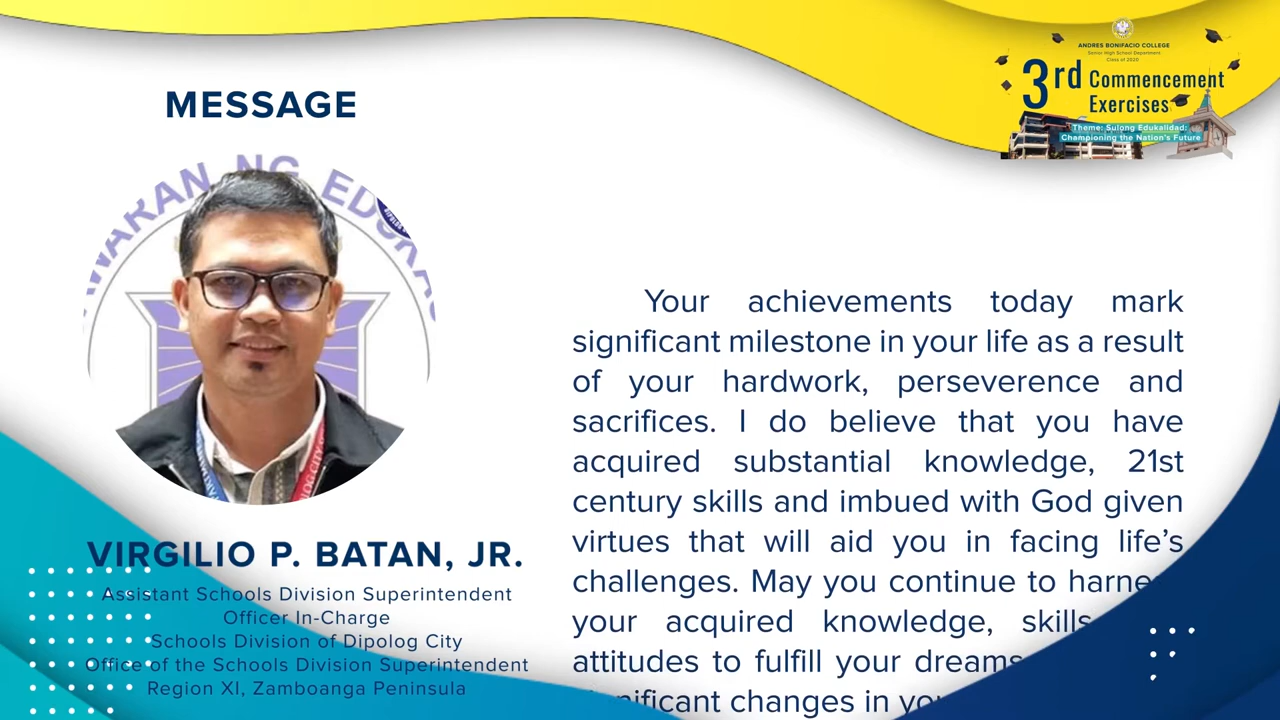 ANDRES BONIFACIO COLLEGE
Senior High School Department
Class of 2020
3rd Commencement
Exercises
Theme: Sulong Edukalidad:
Championing the Nation's Future
MESSAGE
NG
VIRGILIO P. BATAN, JR.
Assistant Schools Division Superintendent
Officer In-Charge
Schools Division of Dipolog City
Office of the Schools Division Superintendent
Region XI, Zamboanga Peninsula
Your achievements today mark
significant milestone in your life as a result
of your hardwork, perseverence and
sacrifices. I do believe that you have
acquired substantial knowledge, 21st
century skills and imbued with God given
virtues that will aid you in facing life's
challenges. May you continue to
your acquired knowledge, skills
attitudes to fulfill your dreams
changes in